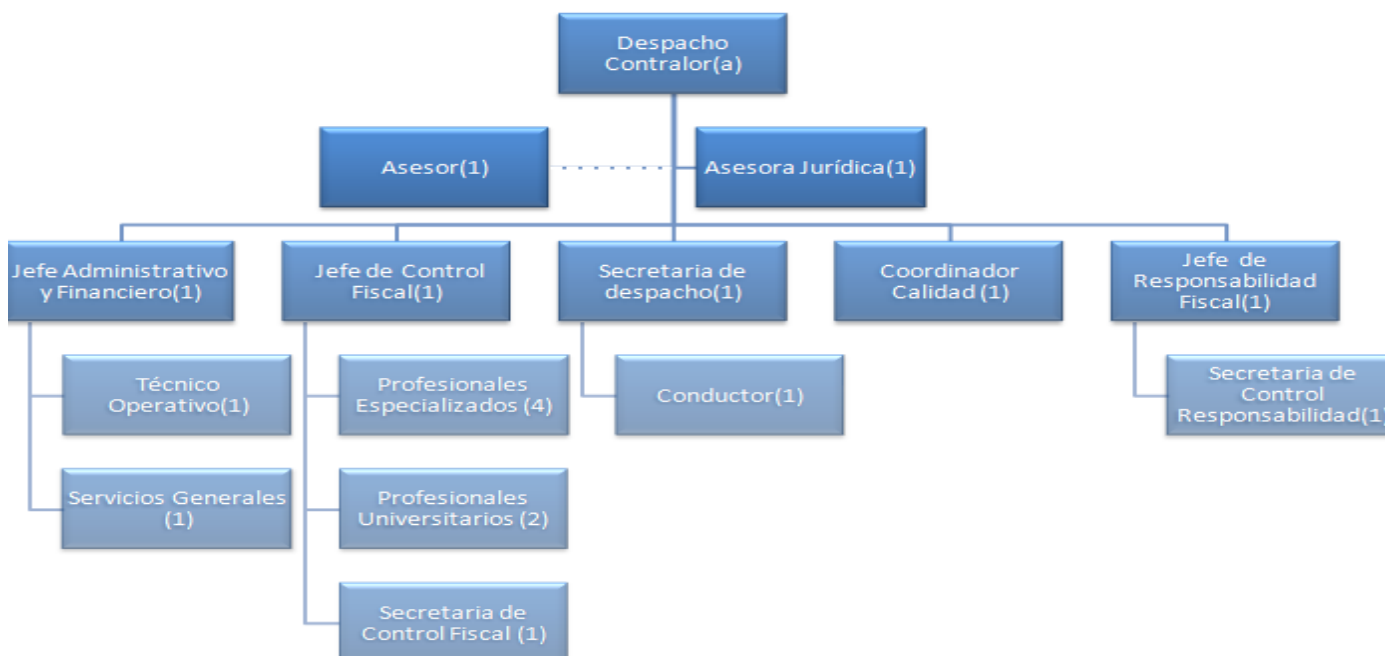 Despacho
Contralor(a)
Asesor(1)
Asesora Jurídica(1)
Jefe Administrativo
y Financiero(1)
Jefe de Control
Fiscal(1)
Secretaria de
despacho(1)
Coordinador
Calidad (1)
Jefe de
Responsabilidad
Fiscal(1)
Técnico
Operativo(1)
Profesionales
Especializados (4)
Conductor(1)
Secretaria de
Control
Responsabilidad(1)
Servicios Generales
(1)
Profesionales
Universitarios (2)
Secretaria de
Control Fiscal (1)